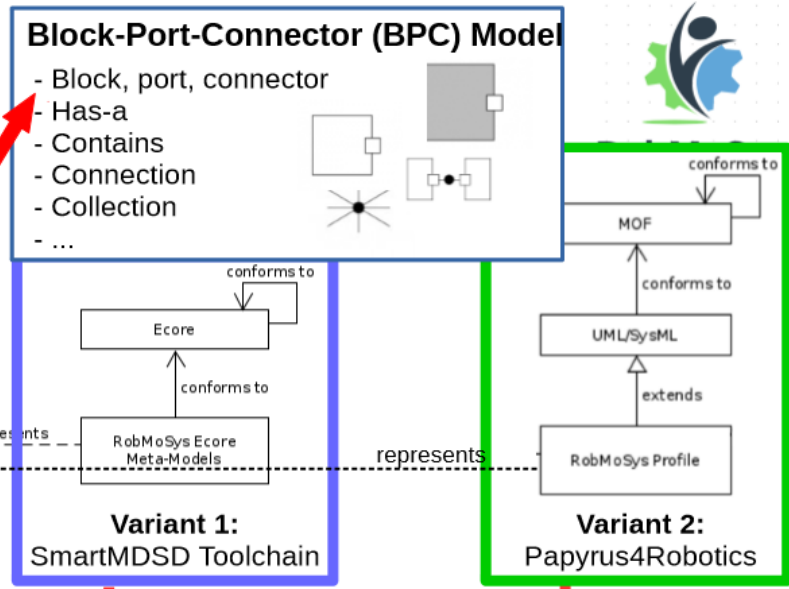 Block-Port-Connector (BPC) Model
- Block, port, connector
- Has-a
- Contains
- Connection
- Collection
- ...
conforms to
MOF
conforms to
UML/SysML
extends
RobMoSys Profile
conforms to
Ecore
conforms to
RobMoSys Ecore
Meta-Models
represents
Variant 1:
SmartMDSD Toolchain
Variant 2:
Papyrus4Robotics